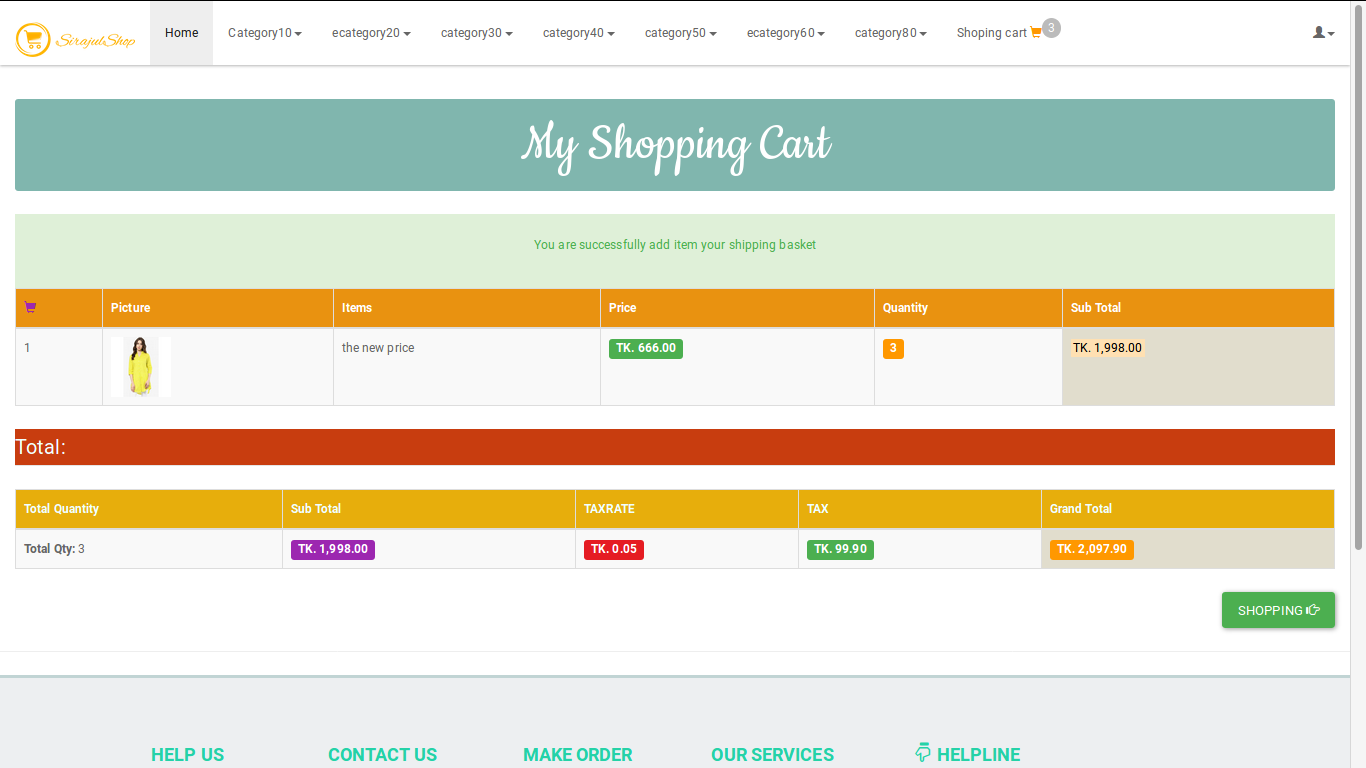 SirajulShop Home Category10 ecategory20 category30 category40 category50 ecategory60 category80 Shoping cart 3
My Shopping Cart
You are successfully add item your shipping basket
Picture Items Price Quantity Sub Total
1 the new price TK. 666.00 3 TK. 1,998.00
Total:
Total Quantity Sub Total TAXRATE TAX Grand Total
Total Qty: 3 TK. 1,998.00 TK. 0.05 TK. 99.90 TK. 2,097.90
SHOPPING
HELP US CONTACT US MAKE ORDER OUR SERVICES HELPLINE